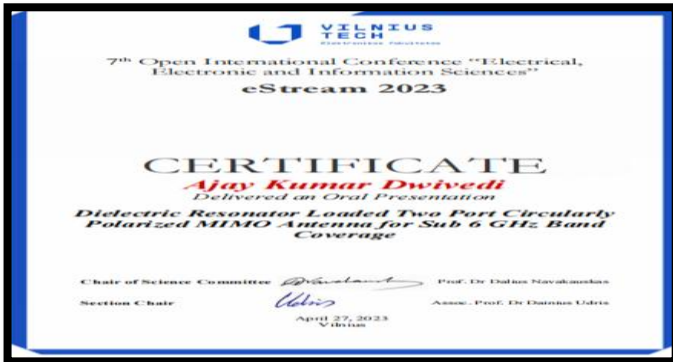 VILNIUS
TECH
Elektronikos fakultetas
7th Open International Conference "Electrical,
Electronic and Information Sciences"
eStream 2023
CERTIFICATE
Ajay Kumar Dwivedi
Delivered an Oral Presentation
Dielectric Resonator Loaded Two Port Circularly
Polarized MIMO Antenna for Sub 6 GHz Band
Coverage
Chair of Science Committee Prof. Dr Dalius Navakauskas
Section Chair Udris Assoc. Prof. Dr Dainius Udris
April 27, 2023
Vilnius